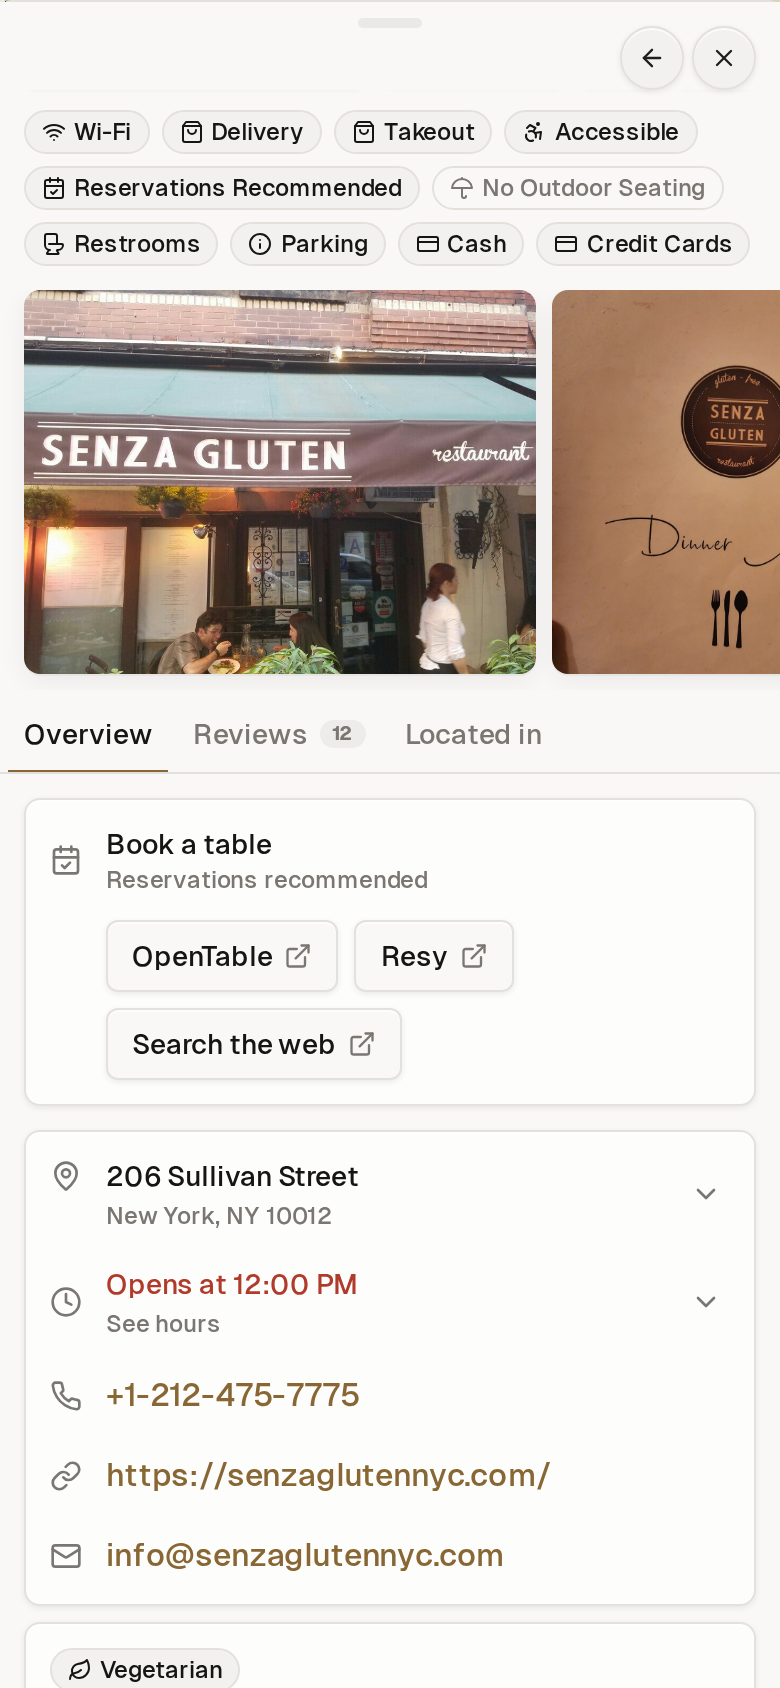 Wi-Fi
Delivery
Takeout
Accessible
Reservations Recommended
No Outdoor Seating
Restrooms
Parking
Cash
Credit Cards
SENZA GLUTEN
restaurant
A
gluten - free
SENZA
GLUTEN
restaurant
Dinner
Overview
Reviews 12
Located in
Book a table
Reservations recommended
OpenTable
Resy
Search the web
206 Sullivan Street
New York, NY 10012
Opens at 12:00 PM
See hours
+1-212-475-7775
https://senzaglutennyc.com/
info@senzaglutennyc.com
Vegetarian